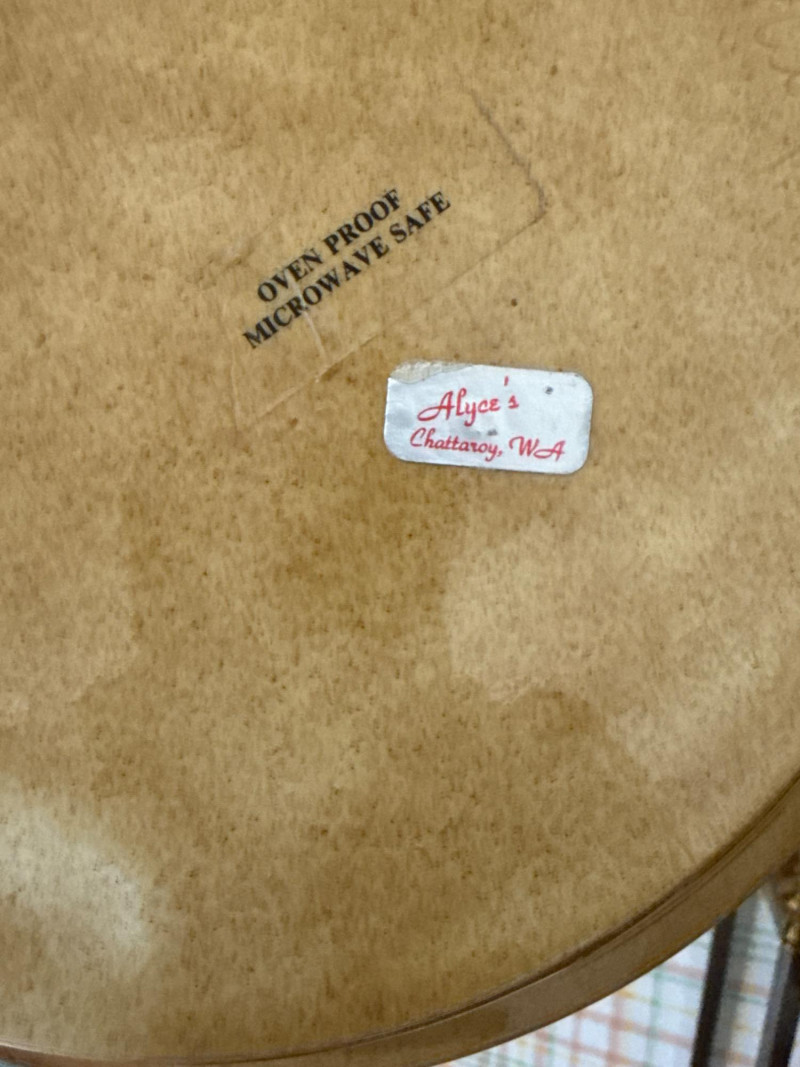 OVEN PROOF
MICROWAVE SAFE
Alyce's
Chattaroy, WA